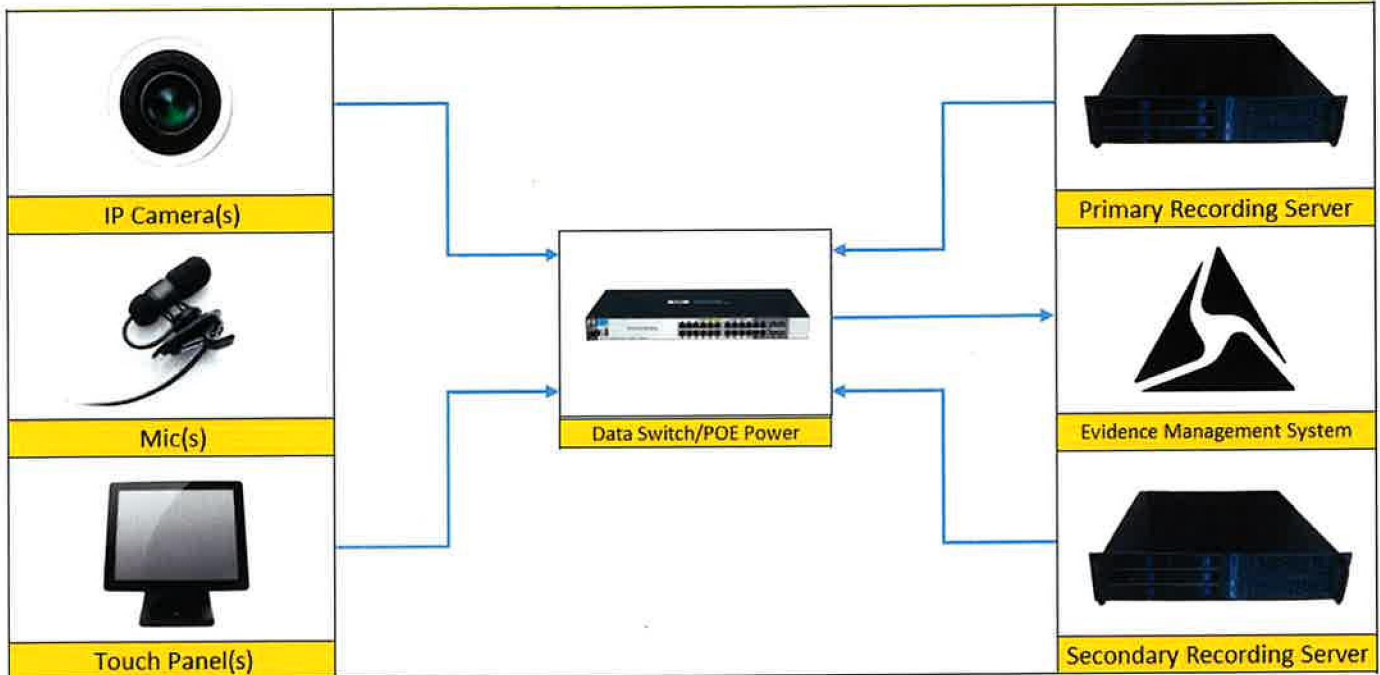 IP Camera(s)
Mic(s)
Touch Panel(s)
Data Switch/POE Power
Primary Recording Server
Evidence Management System
Secondary Recording Server